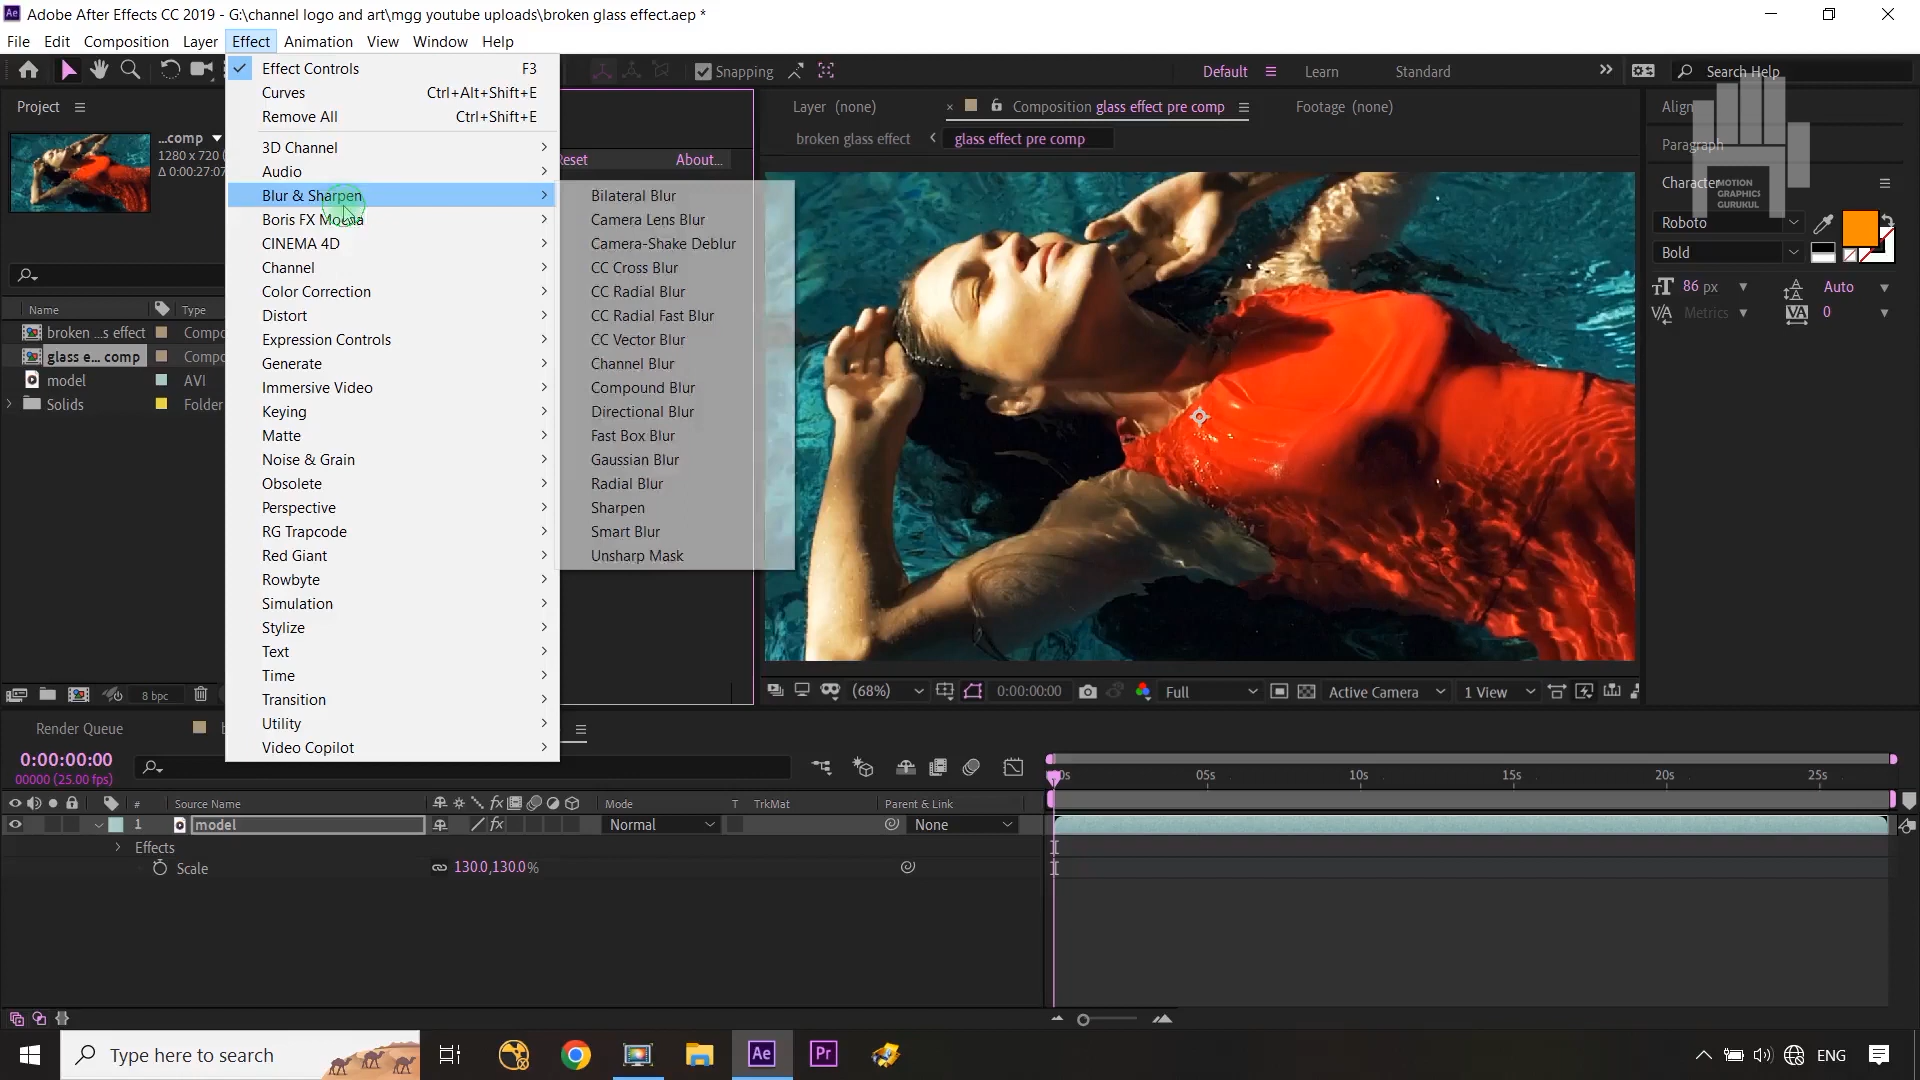 Adobe After Effects CC 2019 - G:\channel logo and art\mgg youtube uploads\broken glass effect.aep *
File Edit Composition Layer Effect Animation View Window Help
Snapping
Default
Learn
Standard
Search Help
Project
Effect Controls F3
Curves Ctrl+Alt+Shift+E
Remove All Ctrl+Shift+E
3D Channel
Audio
Blur & Sharpen
Boris FX Mocha
CINEMA 4D
Channel
Color Correction
Distort
Expression Controls
Generate
Immersive Video
Keying
Matte
Noise & Grain
Obsolete
Perspective
RG Trapcode
Red Giant
Rowbyte
Simulation
Stylize
Text
Time
Transition
Utility
Video Copilot
Bilateral Blur
Camera Lens Blur
Camera-Shake Deblur
CC Cross Blur
CC Radial Blur
CC Radial Fast Blur
CC Vector Blur
Channel Blur
Compound Blur
Directional Blur
Fast Box Blur
Gaussian Blur
Radial Blur
Sharpen
Smart Blur
Unsharp Mask
...comp
1280 x 720
Δ 0:00:27:07
Name Type
broken ...s effect Compo
glass e... comp Compo
model AVI
Solids Folder
8 bpc
Reset About...
Layer (none)
Composition glass effect pre comp
Footage (none)
broken glass effect
glass effect pre comp
(68%)
0:00:00:00
Full
Active Camera
1 View
Align
Paragraph
Character
MOTION
GRAPHICS
GURUKUL
Roboto
Bold
86 px
Auto
Metrics
0
Render Queue
0:00:00:00
00000 (25.00 fps)
# Source Name Mode T TrkMat Parent & Link
1 model Normal None
Effects
Scale 130.0,130.0%
05s 10s 15s 20s 25s
Type here to search
Ae
Pr
ENG